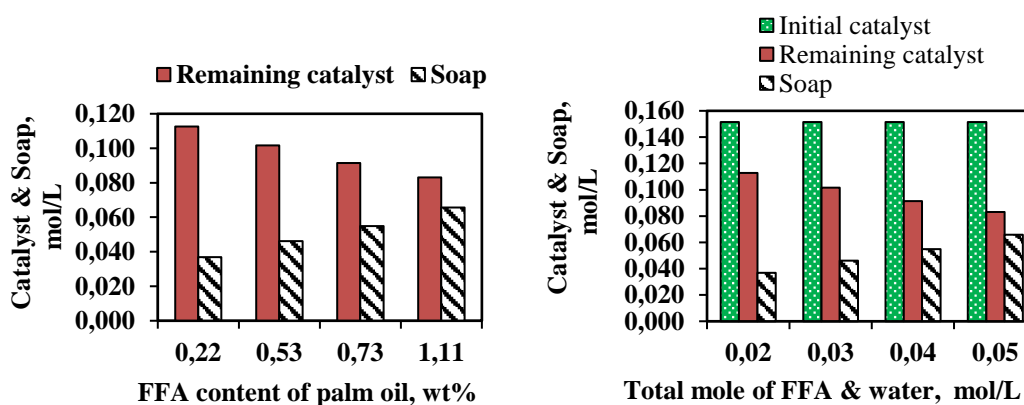 Remaining catalyst Soap
Catalyst & Soap,
mol/L
0,120
0,100
0,080
0,060
0,040
0,020
0,000
0,22 0,53 0,73 1,11
FFA content of palm oil, wt%
Initial catalyst
Remaining catalyst
Soap
Catalyst & Soap,
mol/L
0,160
0,140
0,120
0,100
0,080
0,060
0,040
0,020
0,000
0,02 0,03 0,04 0,05
Total mole of FFA & water, mol/L